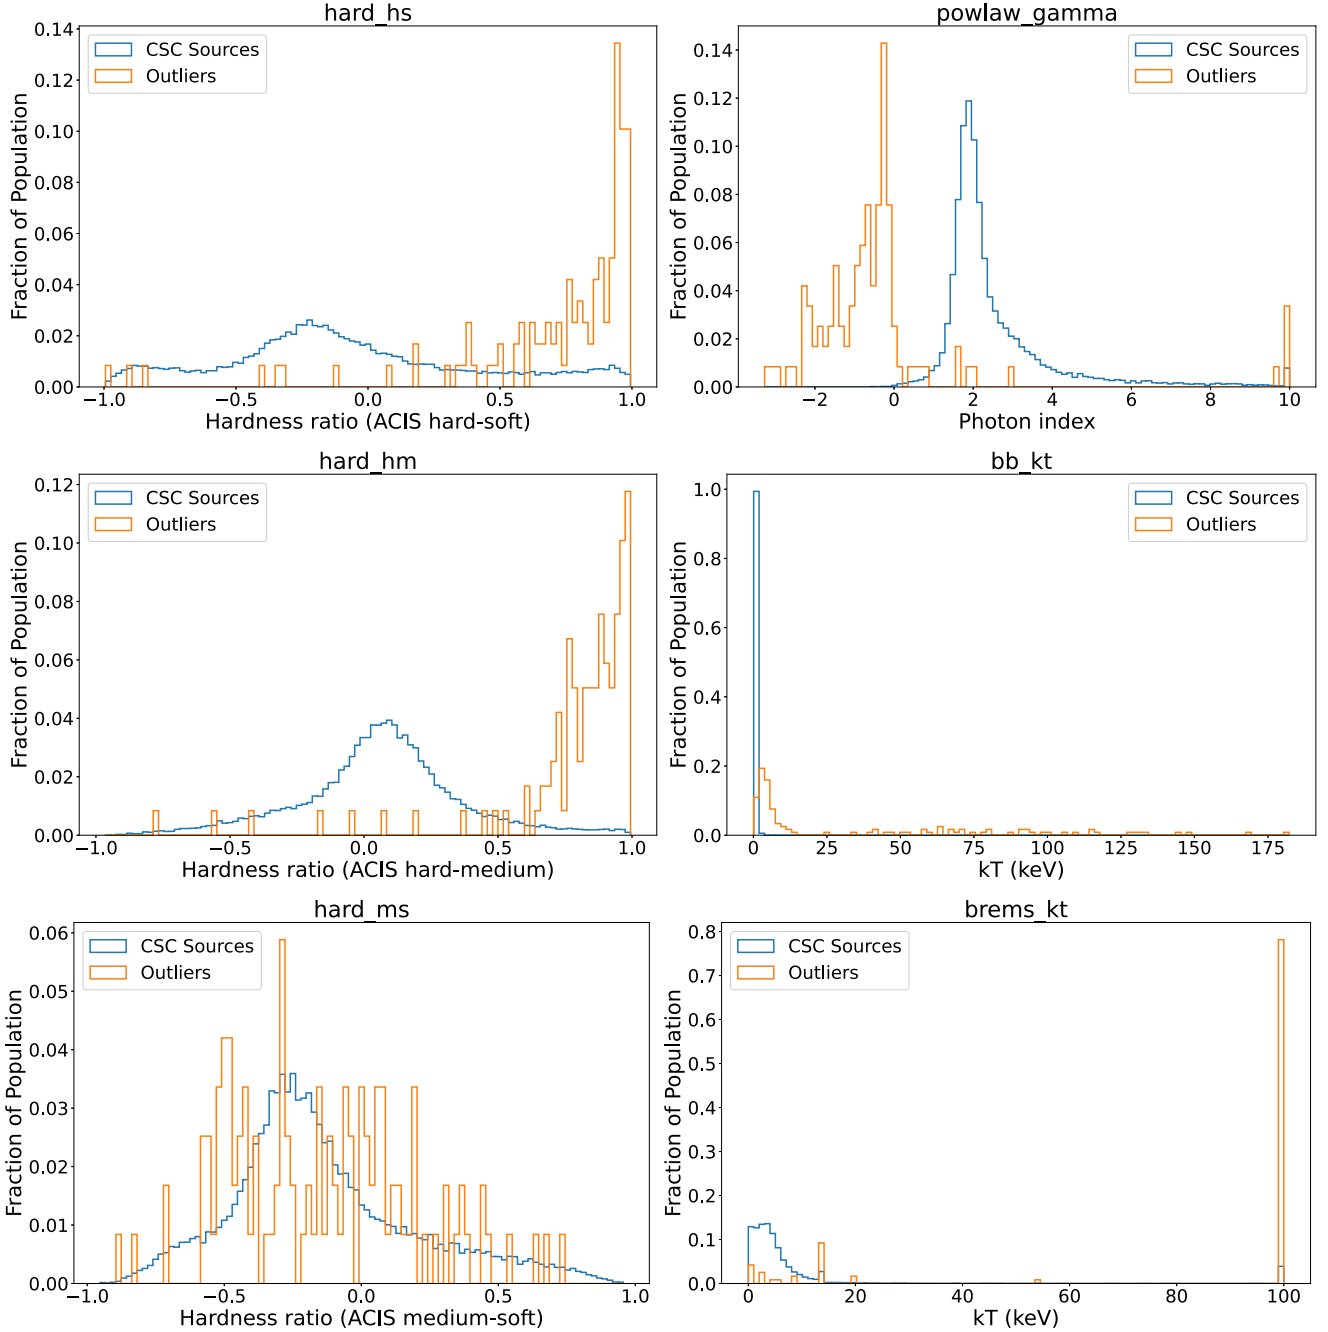 hard_hs
CSC Sources
Outliers
Fraction of Population
0.14
0.12
0.10
0.08
0.06
0.04
0.02
0.00
−1.0 −0.5 0.0 0.5 1.0
Hardness ratio (ACIS hard-soft)
powlaw_gamma
CSC Sources
Outliers
Fraction of Population
0.14
0.12
0.10
0.08
0.06
0.04
0.02
0.00
−2 0 2 4 6 8 10
Photon index
hard_hm
CSC Sources
Outliers
Fraction of Population
0.12
0.10
0.08
0.06
0.04
0.02
0.00
−1.0 −0.5 0.0 0.5 1.0
Hardness ratio (ACIS hard-medium)
bb_kt
CSC Sources
Outliers
Fraction of Population
1.0
0.8
0.6
0.4
0.2
0.0
0 25 50 75 100 125 150 175
kT (keV)
hard_ms
CSC Sources
Outliers
Fraction of Population
0.06
0.05
0.04
0.03
0.02
0.01
0.00
−1.0 −0.5 0.0 0.5 1.0
Hardness ratio (ACIS medium-soft)
brems_kt
CSC Sources
Outliers
Fraction of Population
0.8
0.7
0.6
0.5
0.4
0.3
0.2
0.1
0.0
0 20 40 60 80 100
kT (keV)